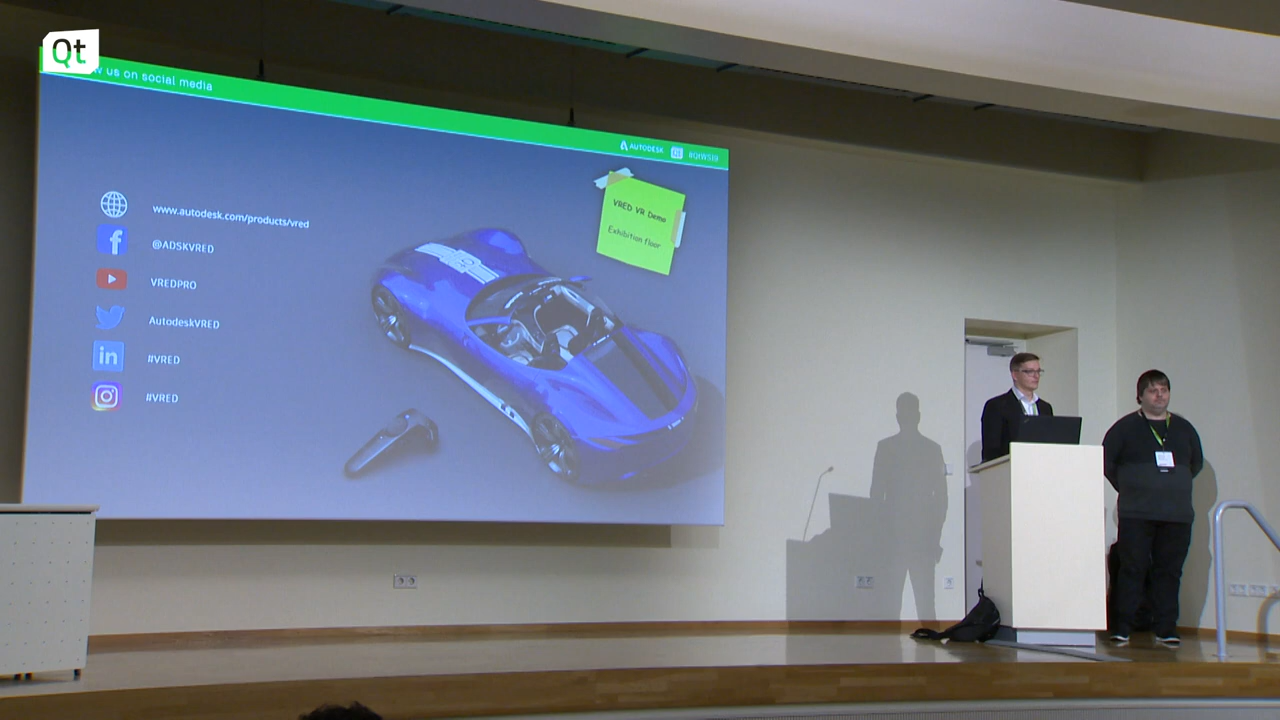 Qt
w us on social media
AUTODESK
#QtWS19
www.autodesk.com/products/vred
@ADSKVRED
VREDPRO
AutodeskVRED
in
#VRED
#VRED
VRED VR Demo
Exhibition floor